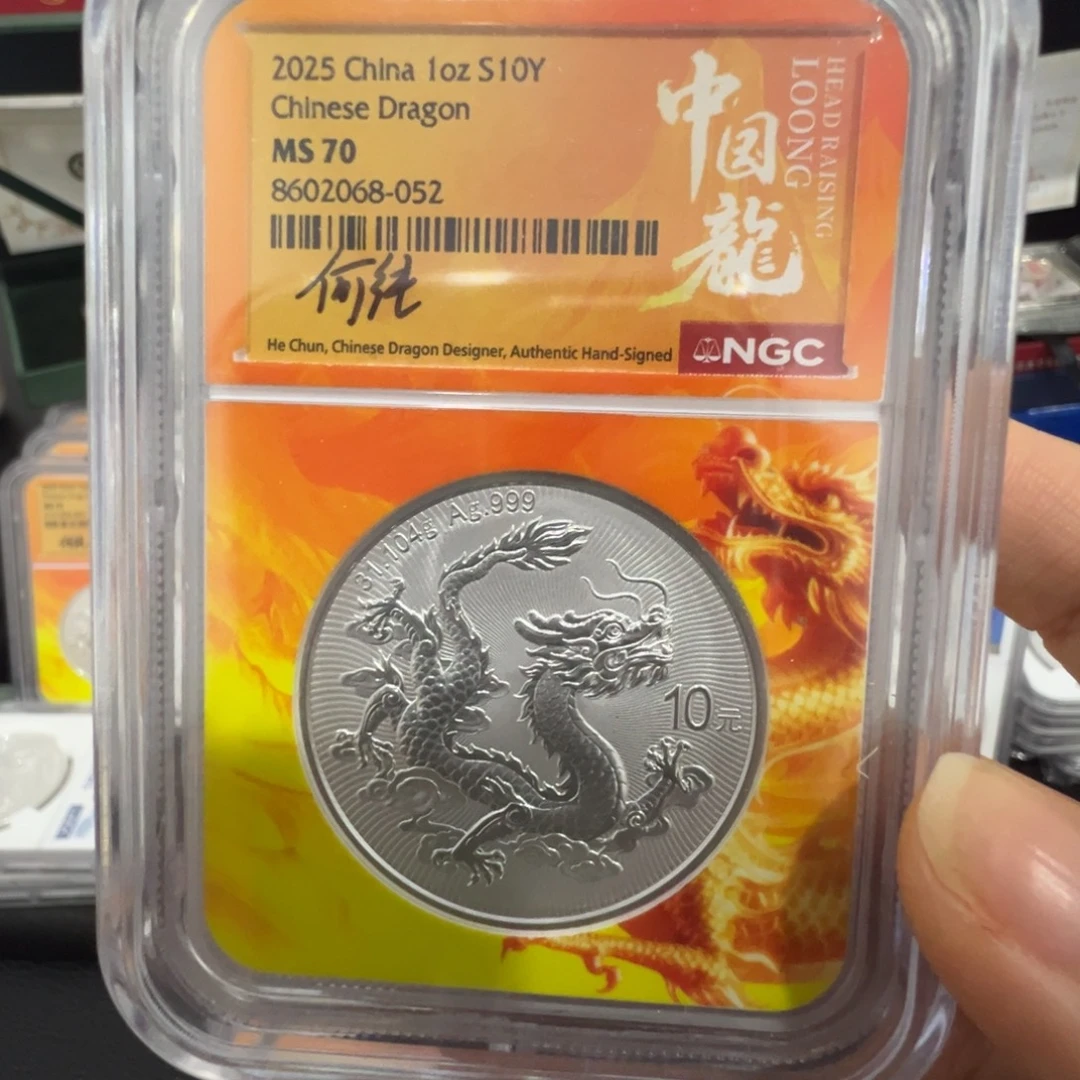 2025 China 1oz S10Y
Chinese Dragon
MS 70
8602068-052
何纯
He Chun, Chinese Dragon Designer, Authentic Hand-Signed
中国龍
HEAD RAISING
LOONG
NGC
31.104g Ag.999
10元